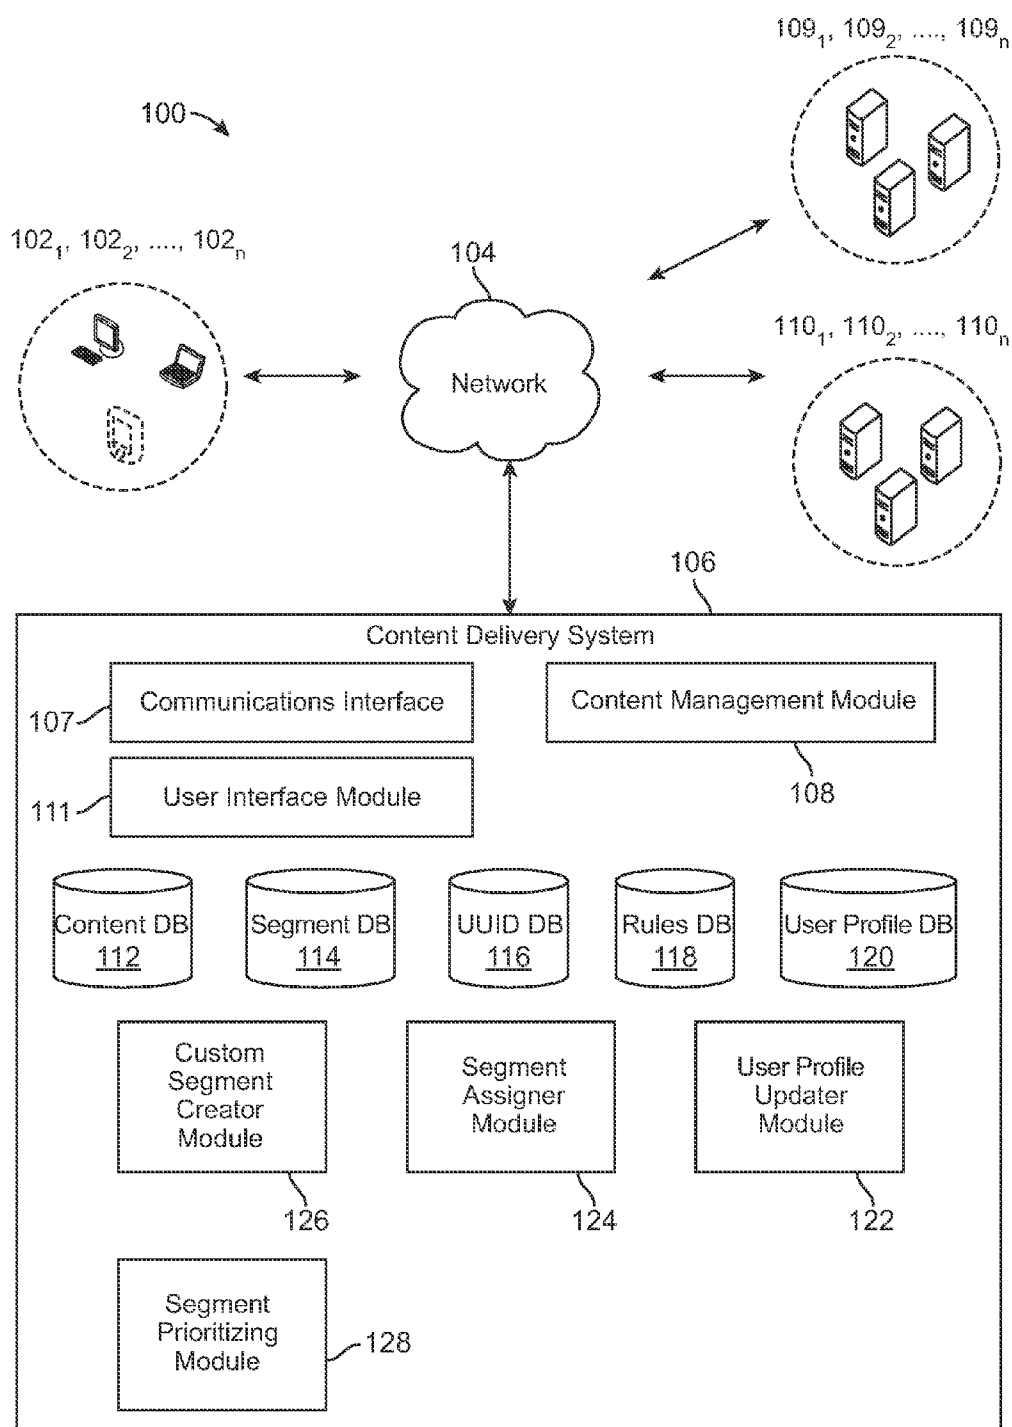 109₁, 109₂, ...., 109ₙ
100
102₁, 102₂, ...., 102ₙ
104
110₁, 110₂, ...., 110ₙ
Network
106
Content Delivery System
Communications Interface
107
Content Management Module
108
User Interface Module
111
Content DB
112
Segment DB
114
UUID DB
116
Rules DB
118
User Profile DB
120
Custom
Segment
Creator
Module
126
Segment
Assigner
Module
124
User Profile
Updater
Module
122
Segment
Prioritizing
Module
128